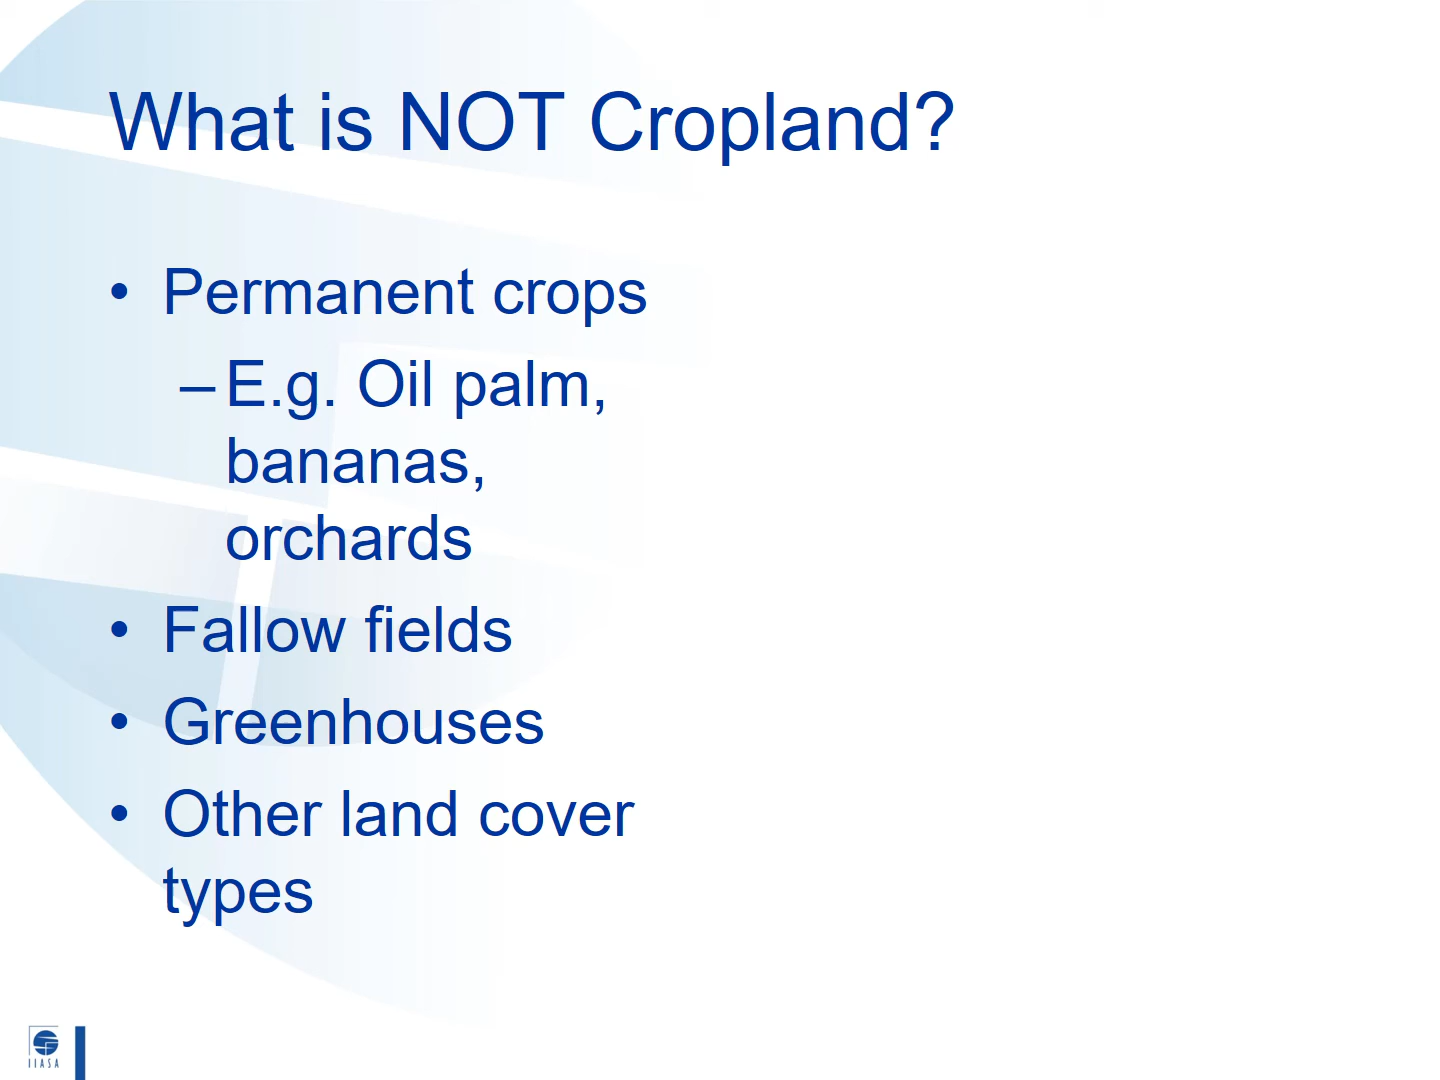 What is NOT Cropland?
• Permanent crops
– E.g. Oil palm,
bananas,
orchards
• Fallow fields
• Greenhouses
• Other land cover
types
IIASA